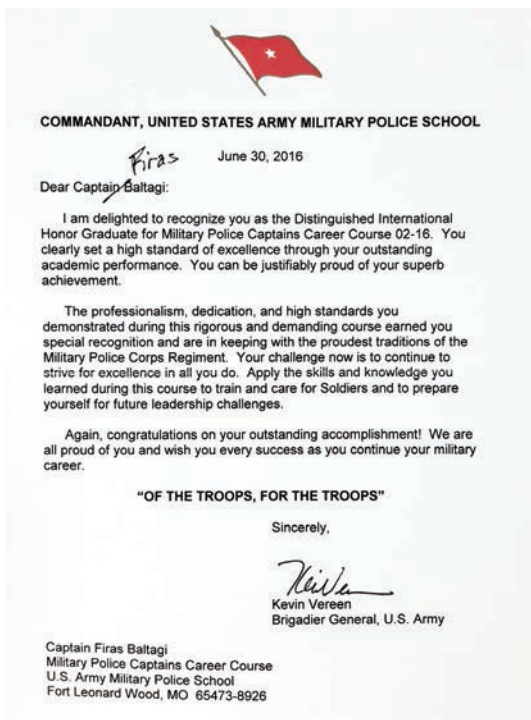 COMMANDANT, UNITED STATES ARMY MILITARY POLICE SCHOOL
Firas
June 30, 2016
Dear Captain Baltagi:
I am delighted to recognize you as the Distinguished International
Honor Graduate for Military Police Captains Career Course 02-16. You
clearly set a high standard of excellence through your outstanding
academic performance. You can be justifiably proud of your superb
achievement.
The professionalism, dedication, and high standards you
demonstrated during this rigorous and demanding course earned you
special recognition and are in keeping with the proudest traditions of the
Military Police Corps Regiment. Your challenge now is to continue to
strive for excellence in all you do. Apply the skills and knowledge you
learned during this course to train and care for Soldiers and to prepare
yourself for future leadership challenges.
Again, congratulations on your outstanding accomplishment! We are
all proud of you and wish you every success as you continue your military
career.
"OF THE TROOPS, FOR THE TROOPS"
Sincerely,
Kevin Vereen
Brigadier General, U.S. Army
Captain Firas Baltagi
Military Police Captains Career Course
U.S. Army Military Police School
Fort Leonard Wood, MO 65473-8926